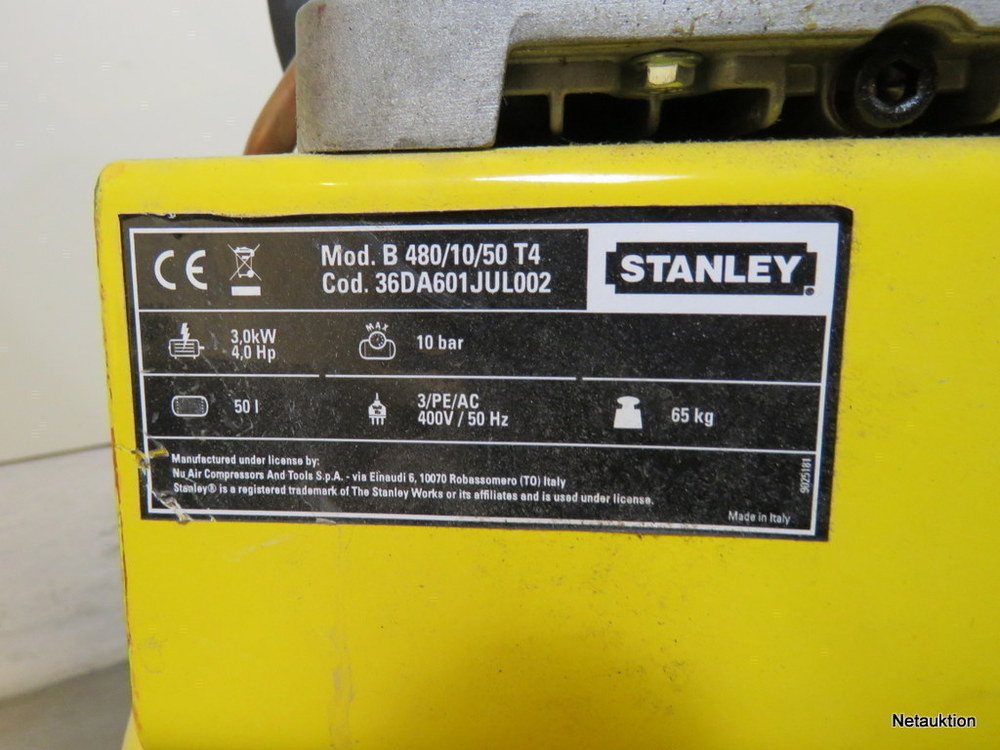 CE
Mod. B 480/10/50 T4
Cod. 36DA601JUL002
STANLEY®
3,0kW
4,0 Hp
MAX
10 bar
50 l
3/PE/AC
400V / 50 Hz
65 kg
Manufactured under license by:
Nu Air Compressors And Tools S.p.A. - via Einaudi 6, 10070 Robassomero (TO) Italy
Stanley® is a registered trademark of The Stanley Works or its affiliates and is used under license.
Made in Italy
9025181
Netauktion